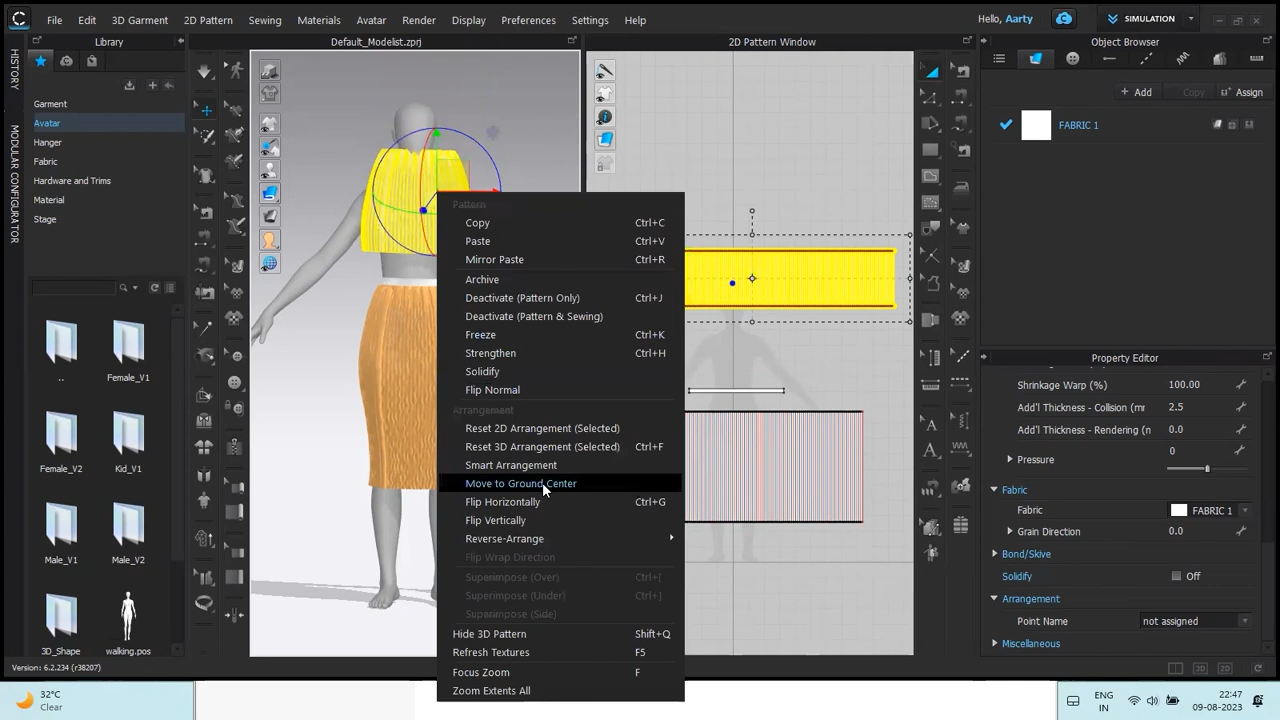 File Edit 3D Garment 2D Pattern Sewing Materials Avatar Render Display Preferences Settings Help
Hello, Aarty
SIMULATION
HISTORY
MODULAR CONFIGURATOR
Library
Default_Modelist.zprj
2D Pattern Window
Object Browser
Garment
Avatar
Hanger
Fabric
Hardware and Trims
Material
Stage
..
Female_V1
Female_V2
Kid_V1
Male_V1
Male_V2
3D_Shape
walking.pos
Version: 6.2.234 (r38207)
Pattern
Copy Ctrl+C
Paste Ctrl+V
Mirror Paste Ctrl+R
Archive
Deactivate (Pattern Only) Ctrl+J
Deactivate (Pattern & Sewing)
Freeze Ctrl+K
Strengthen Ctrl+H
Solidify
Flip Normal
Arrangement
Reset 2D Arrangement (Selected)
Reset 3D Arrangement (Selected) Ctrl+F
Smart Arrangement
Move to Ground Center
Flip Horizontally Ctrl+G
Flip Vertically
Reverse-Arrange
Flip Wrap Direction
Superimpose (Over) Ctrl+[
Superimpose (Under) Ctrl+]
Superimpose (Side)
Hide 3D Pattern Shift+Q
Refresh Textures F5
Focus Zoom F
Zoom Extents All
+ Add Copy Assign
FABRIC 1
Property Editor
Shrinkage Warp (%) 100.00
Add'l Thickness - Collision (mr 2.5
Add'l Thickness - Rendering (n 0.0
Pressure 0
Fabric
Fabric FABRIC 1
Grain Direction 0.0
Bond/Skive
Solidify Off
Arrangement
Point Name not assigned
Miscellaneous
3D 2D
32°C
Clear
ENG
IN
22:47
09-08-2023